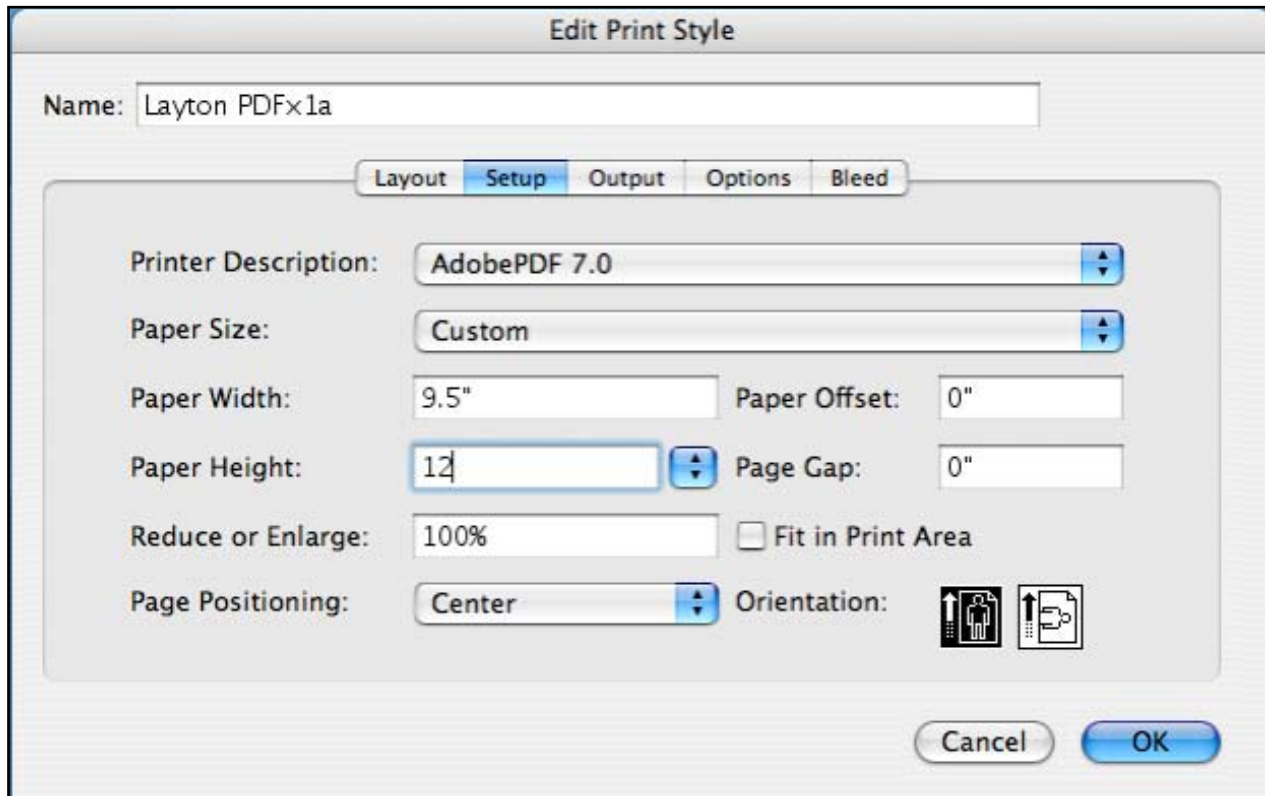 Edit Print Style
Name: Layton PDFx1a
Layout Setup Output Options Bleed
Printer Description: AdobePDF 7.0
Paper Size: Custom
Paper Width: 9.5" Paper Offset: 0"
Paper Height: 12 Page Gap: 0"
Reduce or Enlarge: 100% Fit in Print Area
Page Positioning: Center Orientation:
Cancel OK